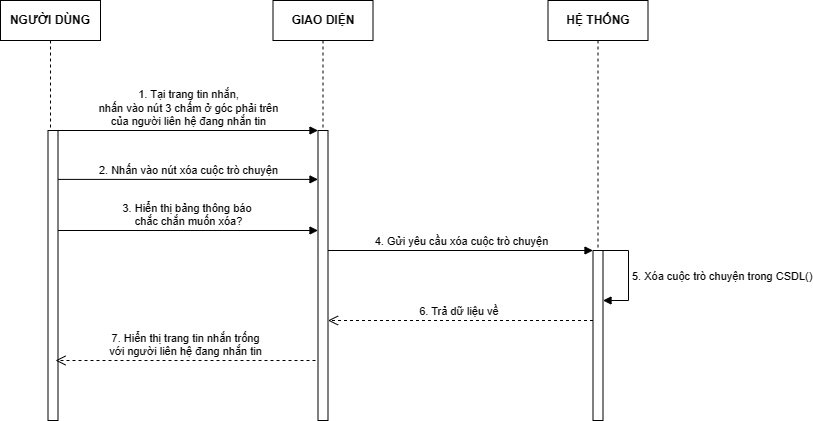 NGƯỜI DÙNG
GIAO DIỆN
HỆ THỐNG
1. Tại trang tin nhắn,
nhấn vào nút 3 chấm ở góc phải trên
của người liên hệ đang nhắn tin
2. Nhấn vào nút xóa cuộc trò chuyện
3. Hiển thị bảng thông báo
chắc chắn muốn xóa?
4. Gửi yêu cầu xóa cuộc trò chuyện
5. Xóa cuộc trò chuyện trong CSDL()
6. Trả dữ liệu về
7. Hiển thị trang tin nhắn trống
với người liên hệ đang nhắn tin